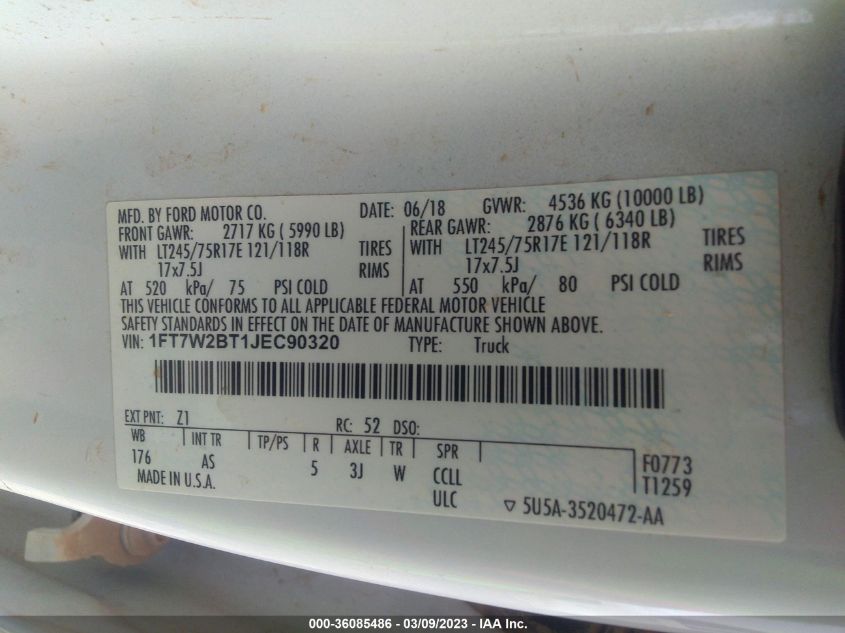 MFD. BY FORD MOTOR CO. DATE: 06/18 GVWR: 4536 KG (10000 LB)
FRONT GAWR: 2717 KG ( 5990 LB) REAR GAWR: 2876 KG ( 6340 LB)
WITH LT245/75R17E 121/118R TIRES WITH LT245/75R17E 121/118R TIRES
17x7.5J RIMS 17x7.5J RIMS
AT 520 kPa/ 75 PSI COLD AT 550 kPa/ 80 PSI COLD
THIS VEHICLE CONFORMS TO ALL APPLICABLE FEDERAL MOTOR VEHICLE
SAFETY STANDARDS IN EFFECT ON THE DATE OF MANUFACTURE SHOWN ABOVE.
VIN: 1FT7W2BT1JEC90320 TYPE: Truck
EXT PNT: Z1 RC: 52 DSO:
WB INT TR TP/PS R AXLE TR SPR F0773
176 AS 5 3J W CCLL T1259
MADE IN U.S.A. ULC ▽ 5U5A-3520472-AA
000-36085486 - 03/09/2023 - IAA Inc.